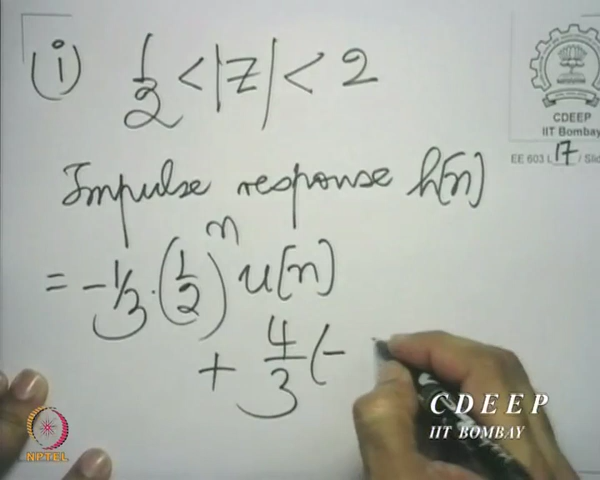 (i) 1/2 < |Z| < 2
Impulse response h[n]
= -1/3 · (1/2)^n u[n]
+ 4/3 (-
CDEEP
IIT Bombay
EE 603 L 17 / Slid
CDEEP
IIT BOMBAY
NPTEL